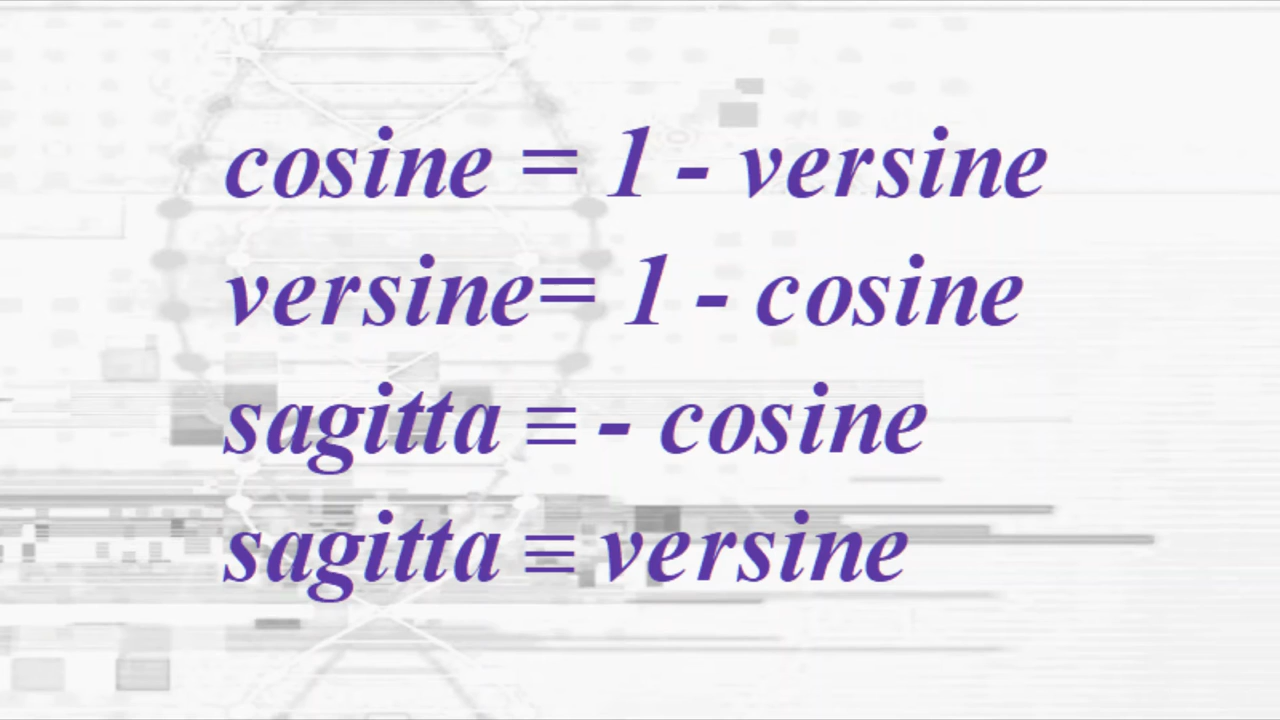 cosine = 1 - versine
versine= 1 - cosine
sagitta ≡ - cosine
sagitta ≡ versine